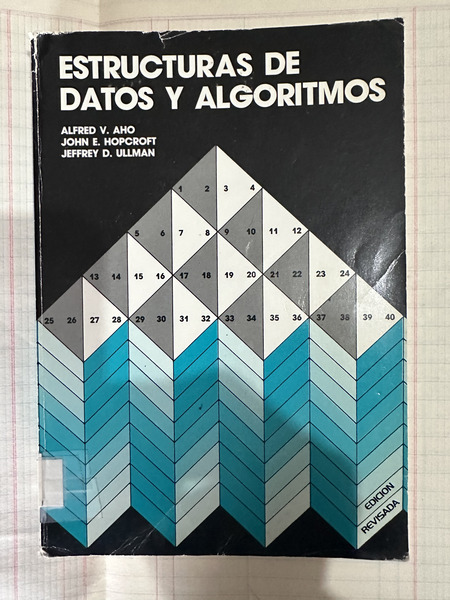 ESTRUCTURAS DE
DATOS Y ALGORITMOS
ALFRED V. AHO
JOHN E. HOPCROFT
JEFFREY D. ULLMAN
1 2 3 4
5 6 7 8 9 10 11 12
13 14 15 16 17 18 19 20 21 22 23 24
25 26 27 28 29 30 31 32 33 34 35 36 37 38 39 40
EDICION
REVISADA